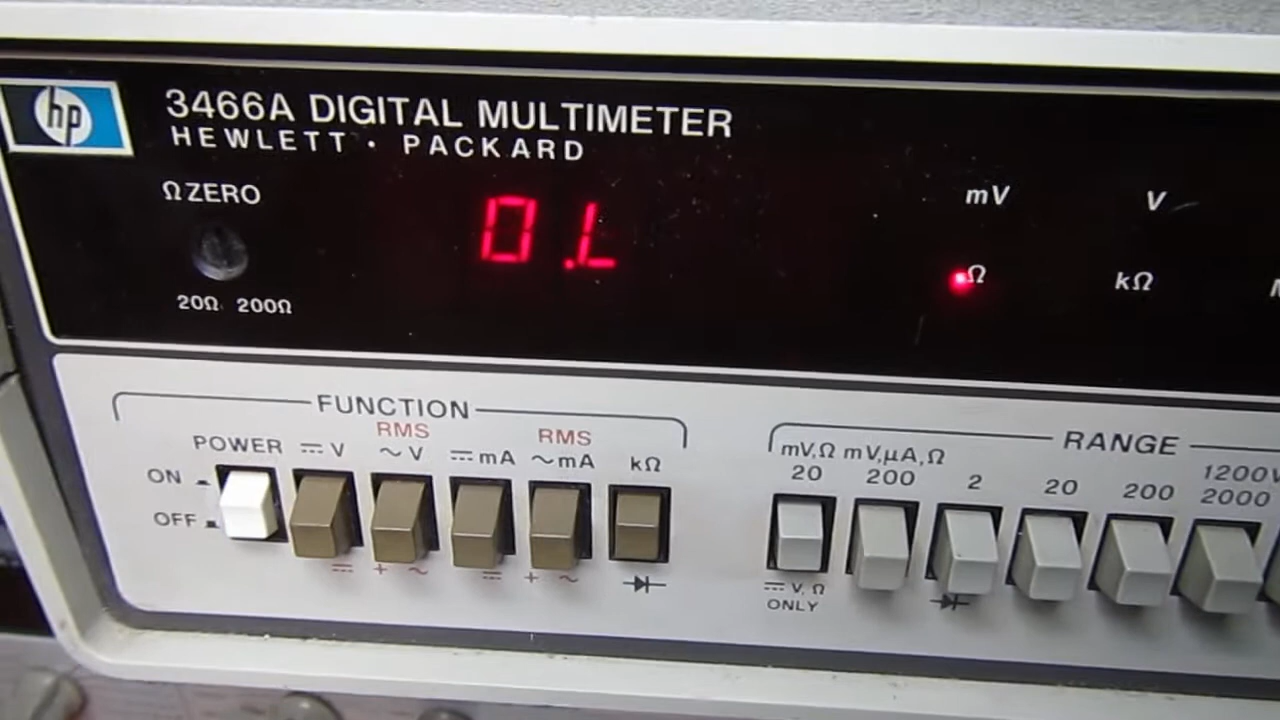 hp
3466A DIGITAL MULTIMETER
HEWLETT · PACKARD
ΩZERO
20Ω 200Ω
0.L
mV V
Ω kΩ
FUNCTION
POWER ⎓V RMS ~V ⎓mA RMS ~mA kΩ
ON
OFF
⎓ + ~ ⎓ + ~
RANGE
mV,Ω mV,µA,Ω 1200V
20 200 2 20 200 2000
⎓V,Ω
ONLY